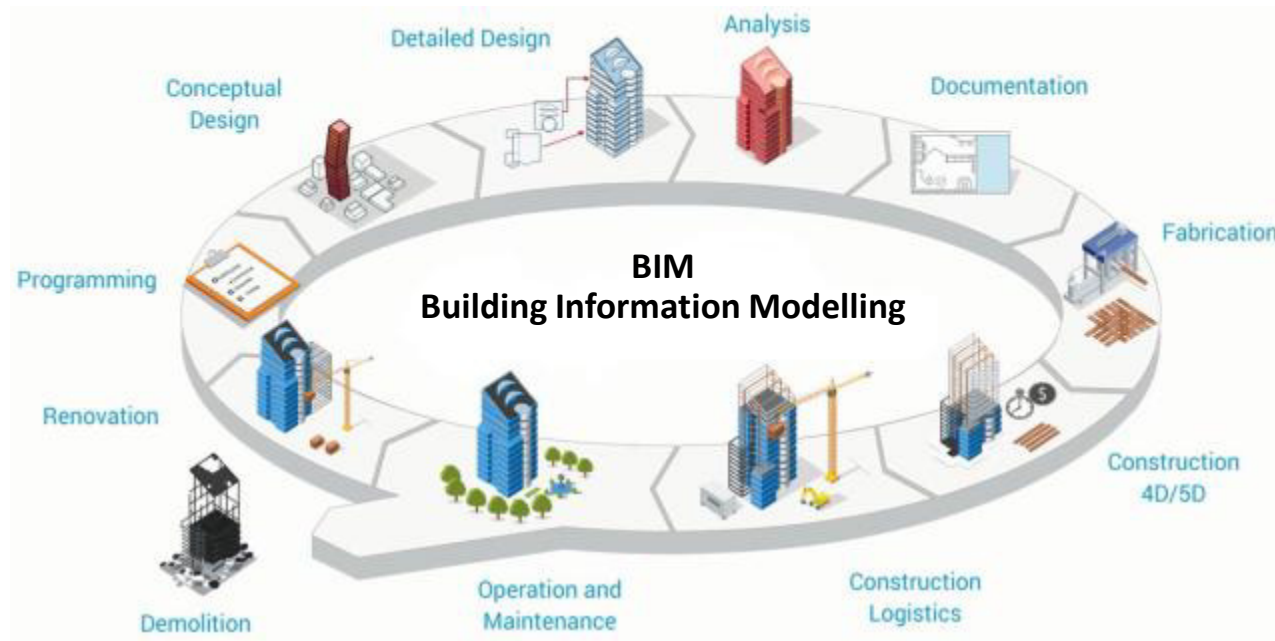 Detailed Design
Analysis
Conceptual
Design
Documentation
Fabrication
Programming
BIM
Building Information Modelling
Renovation
Construction
4D/5D
Operation and
Maintenance
Construction
Logistics
Demolition
$